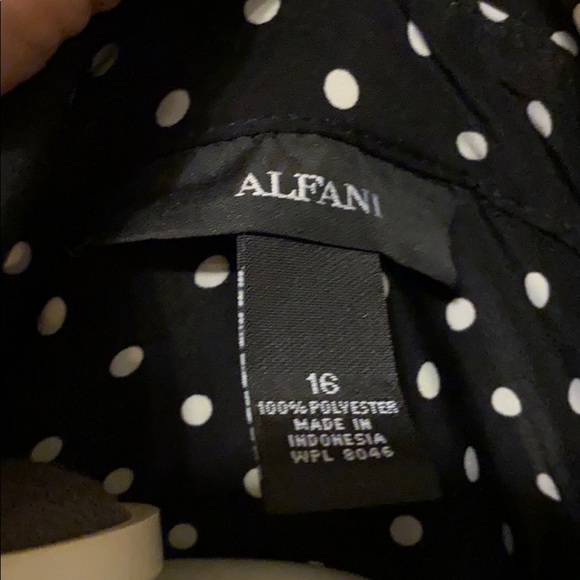 ALFANI
16
100% POLYESTER
MADE IN
INDONESIA
WPL 8046